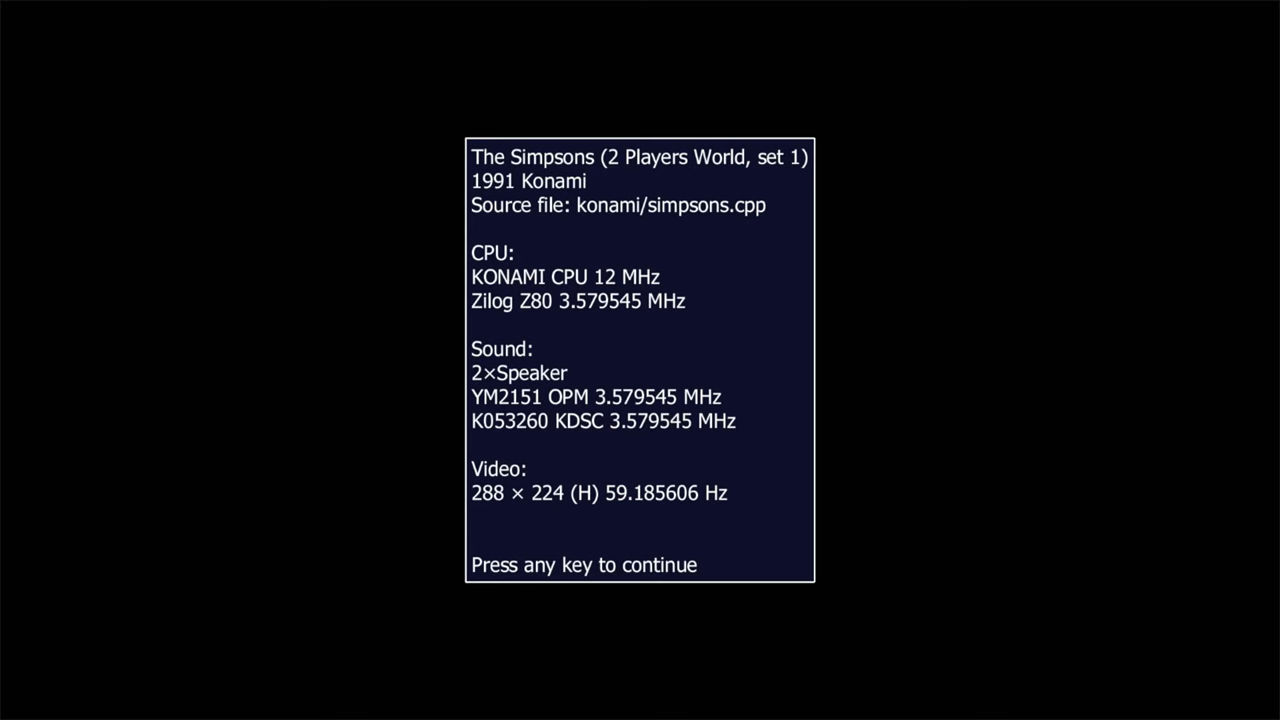 The Simpsons (2 Players World, set 1)
1991 Konami
Source file: konami/simpsons.cpp
CPU:
KONAMI CPU 12 MHz
Zilog Z80 3.579545 MHz
Sound:
2×Speaker
YM2151 OPM 3.579545 MHz
K053260 KDSC 3.579545 MHz
Video:
288 × 224 (H) 59.185606 Hz
Press any key to continue